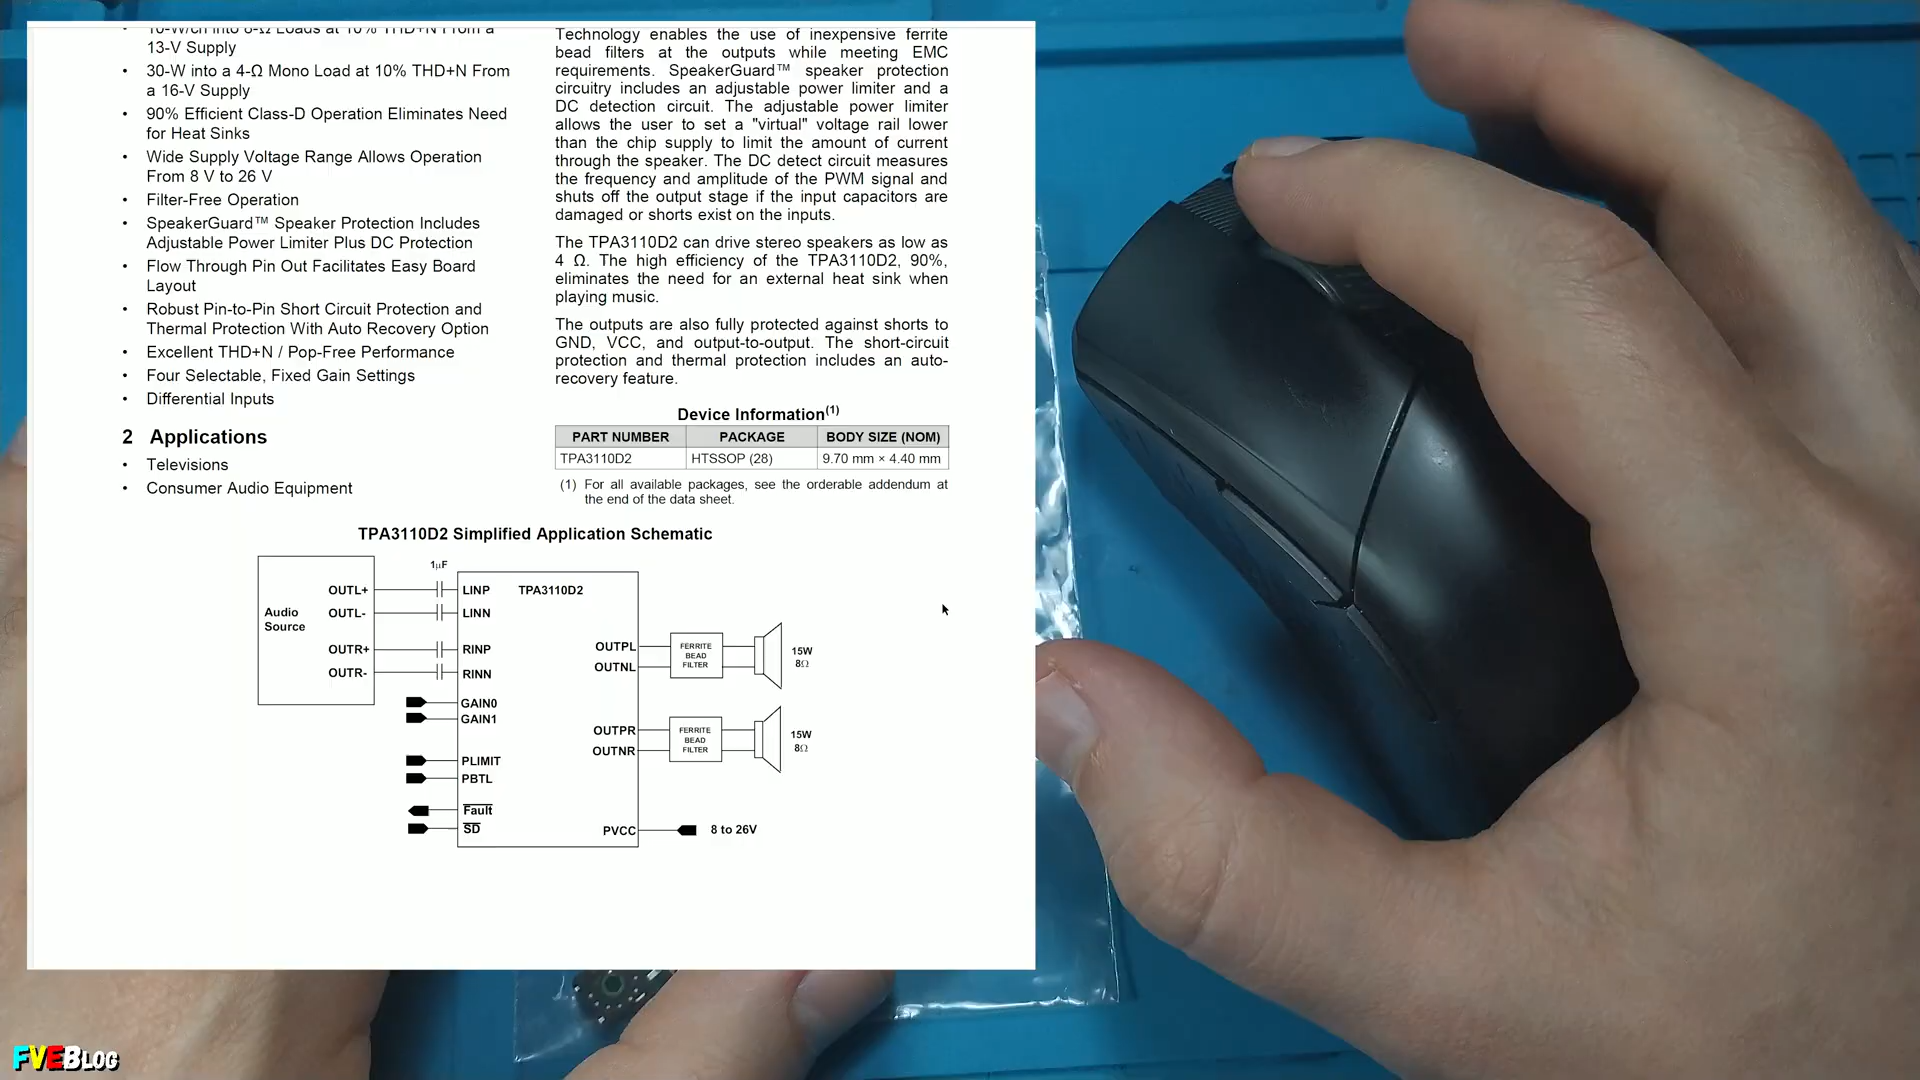 • 10-W/ch into 8-Ω Loads at 10% THD+N From a
13-V Supply
• 30-W into a 4-Ω Mono Load at 10% THD+N From
a 16-V Supply
• 90% Efficient Class-D Operation Eliminates Need
for Heat Sinks
• Wide Supply Voltage Range Allows Operation
From 8 V to 26 V
• Filter-Free Operation
• SpeakerGuard™ Speaker Protection Includes
Adjustable Power Limiter Plus DC Protection
• Flow Through Pin Out Facilitates Easy Board
Layout
• Robust Pin-to-Pin Short Circuit Protection and
Thermal Protection With Auto Recovery Option
• Excellent THD+N / Pop-Free Performance
• Four Selectable, Fixed Gain Settings
• Differential Inputs
2 Applications
• Televisions
• Consumer Audio Equipment
Technology enables the use of inexpensive ferrite
bead filters at the outputs while meeting EMC
requirements. SpeakerGuard™ speaker protection
circuitry includes an adjustable power limiter and a
DC detection circuit. The adjustable power limiter
allows the user to set a "virtual" voltage rail lower
than the chip supply to limit the amount of current
through the speaker. The DC detect circuit measures
the frequency and amplitude of the PWM signal and
shuts off the output stage if the input capacitors are
damaged or shorts exist on the inputs.
The TPA3110D2 can drive stereo speakers as low as
4 Ω. The high efficiency of the TPA3110D2, 90%,
eliminates the need for an external heat sink when
playing music.
The outputs are also fully protected against shorts to
GND, VCC, and output-to-output. The short-circuit
protection and thermal protection includes an auto-
recovery feature.
Device Information(1)
PART NUMBER PACKAGE BODY SIZE (NOM)
TPA3110D2 HTSSOP (28) 9.70 mm × 4.40 mm
(1) For all available packages, see the orderable addendum at
the end of the data sheet.
TPA3110D2 Simplified Application Schematic
1µF
OUTL+ LINP TPA3110D2
Audio
Source
OUTL- LINN
OUTR+ RINP
OUTR- RINN
GAIN0
GAIN1
PLIMIT
PBTL
Fault
SD
OUTPL
OUTNL
FERRITE
BEAD
FILTER
15W
8Ω
OUTPR
OUTNR
FERRITE
BEAD
FILTER
15W
8Ω
PVCC 8 to 26V
FVEBLOG